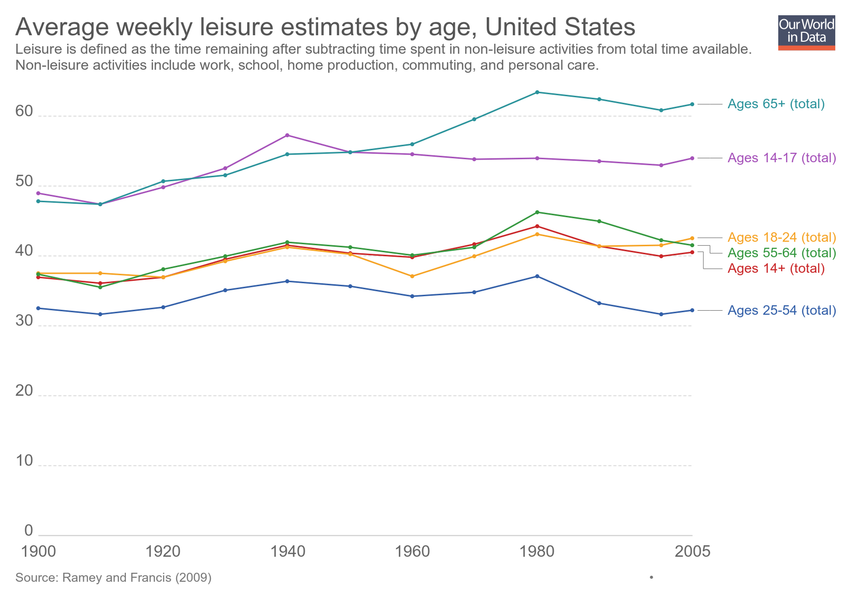 Average weekly leisure estimates by age, United States
Our World
in Data
Leisure is defined as the time remaining after subtracting time spent in non-leisure activities from total time available.
Non-leisure activities include work, school, home production, commuting, and personal care.
60
50
40
30
20
10
0
Ages 65+ (total)
Ages 14-17 (total)
Ages 18-24 (total)
Ages 55-64 (total)
Ages 14+ (total)
Ages 25-54 (total)
1900 1920 1940 1960 1980 2005
Source: Ramey and Francis (2009)